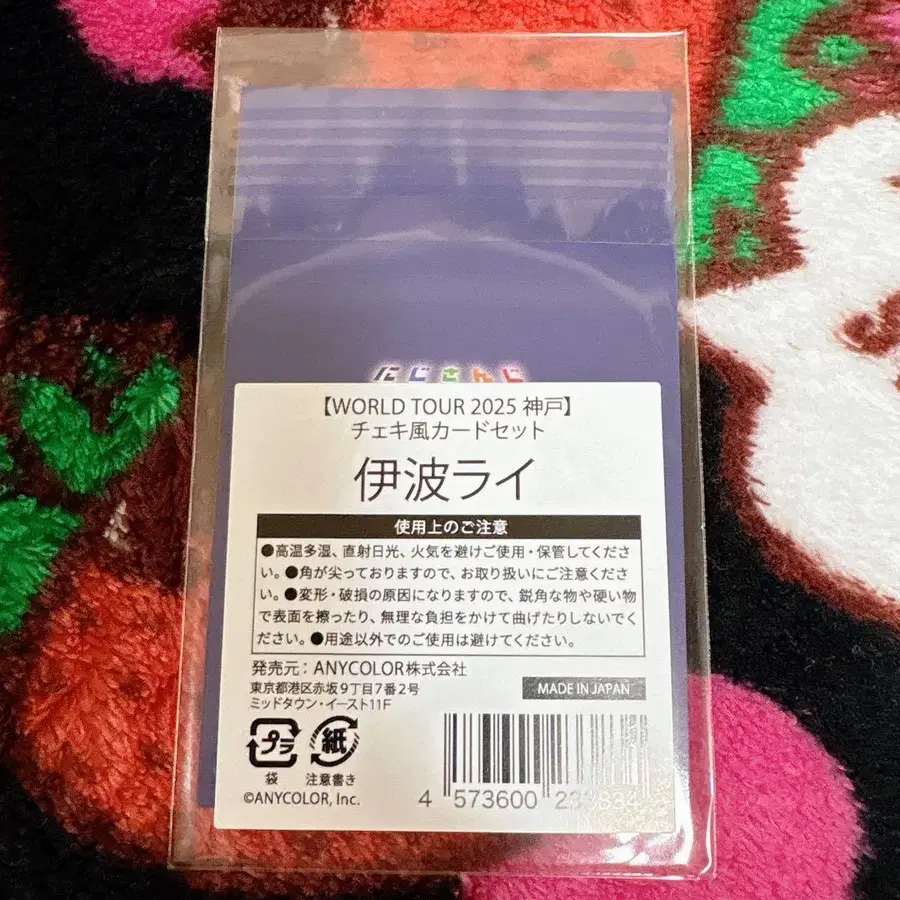 にじさんじ
【WORLD TOUR 2025 神戸】
チェキ風カードセット
伊波ライ
使用上のご注意
●高温多湿、直射日光、火気を避けご使用・保管してくださ
い。●角が尖っておりますので、お取り扱いにご注意くださ
い。●変形・破損の原因になりますので、鋭角な物や硬い物
で表面を擦ったり、無理な負担をかけて曲げたりしないでく
ださい。●用途以外でのご使用は避けてください。
発売元：ANYCOLOR株式会社
東京都港区赤坂9丁目7番2号
ミッドタウン・イースト11F
MADE IN JAPAN
プラ
紙
袋
注意書き
©ANYCOLOR, Inc.
4 573600